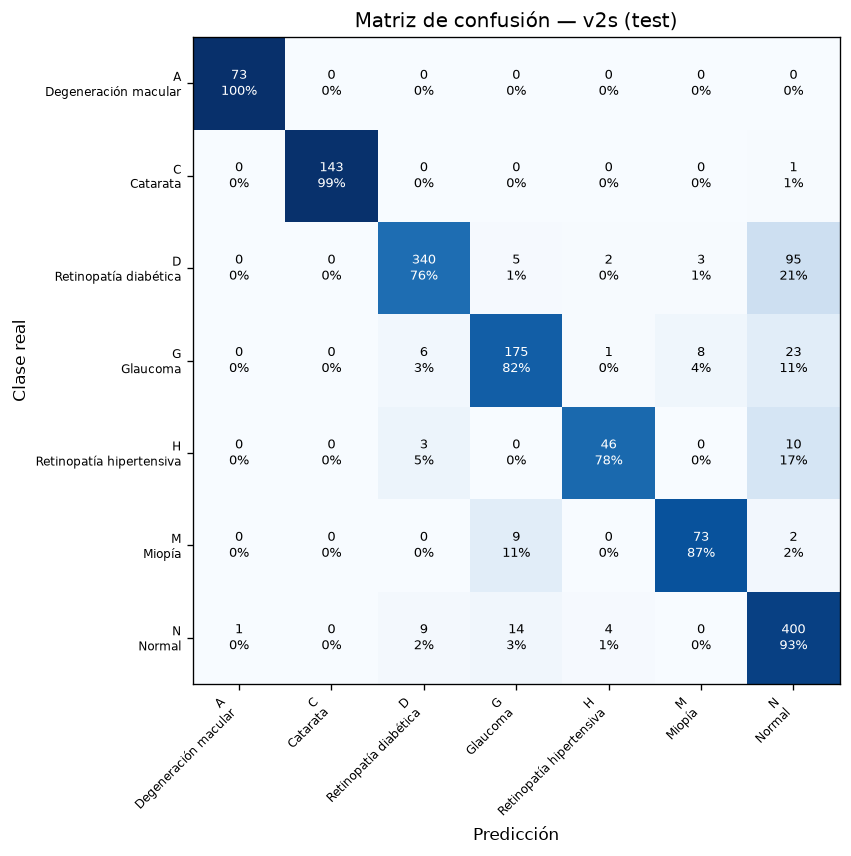 Matriz de confusión — v2s (test)
Clase real
A
Degeneración macular
73 0 0 0 0 0 0
100% 0% 0% 0% 0% 0% 0%
C
Catarata
0 143 0 0 0 0 1
0% 99% 0% 0% 0% 0% 1%
D
Retinopatía diabética
0 0 340 5 2 3 95
0% 0% 76% 1% 0% 1% 21%
G
Glaucoma
0 0 6 175 1 8 23
0% 0% 3% 82% 0% 4% 11%
H
Retinopatía hipertensiva
0 0 3 0 46 0 10
0% 0% 5% 0% 78% 0% 17%
M
Miopía
0 0 0 9 0 73 2
0% 0% 0% 11% 0% 87% 2%
N
Normal
1 0 9 14 4 0 400
0% 0% 2% 3% 1% 0% 93%
A
Degeneración macular
C
Catarata
D
Retinopatía diabética
G
Glaucoma
H
Retinopatía hipertensiva
M
Miopía
N
Normal
Predicción